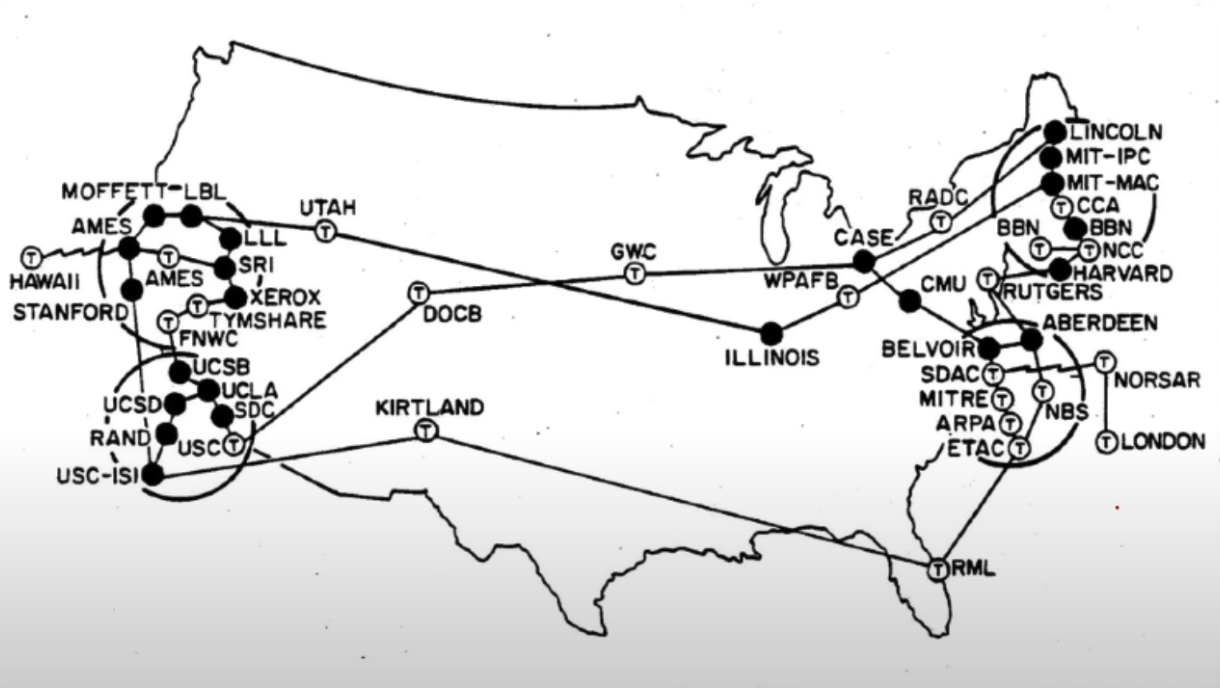 LINCOLN
MIT-IPC
MOFFETT LBL
MIT-MAC
RADC
UTAH
T
CCA
AMES
T
T
BBN
BBN
LLL
CASE
GWC
T
T
NCC
T
T
AMES
SRI
T
HARVARD
HAWAII
WPAFB
CMU
T
RUTGERS
STANFORD
XEROX
T
T
T
TYMSHARE
DOCB
T
FNWC
ABERDEEN
ILLINOIS
BELVOIR
UCSB
SDAC
T
T
NORSAR
UCLA
UCSD
MITRE
T
T
NBS
SDC
KIRTLAND
ARPA
T
RAND
T
USC
T
ETAC
T
T
LONDON
USC-ISI
T
RML